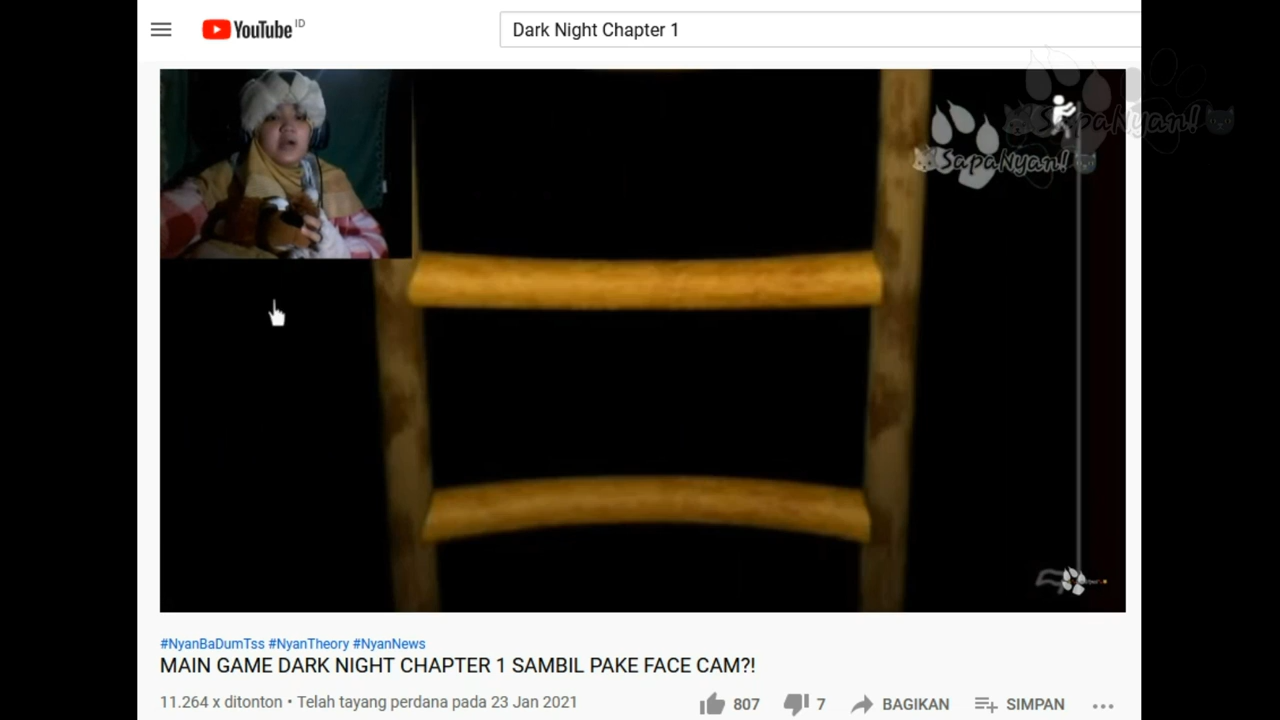 YouTube ID
Dark Night Chapter 1
SapaNyan!
SapaNyan!
#NyanBaDumTss #NyanTheory #NyanNews
MAIN GAME DARK NIGHT CHAPTER 1 SAMBIL PAKE FACE CAM?!
11.264 x ditonton • Telah tayang perdana pada 23 Jan 2021
807 7 BAGIKAN SIMPAN